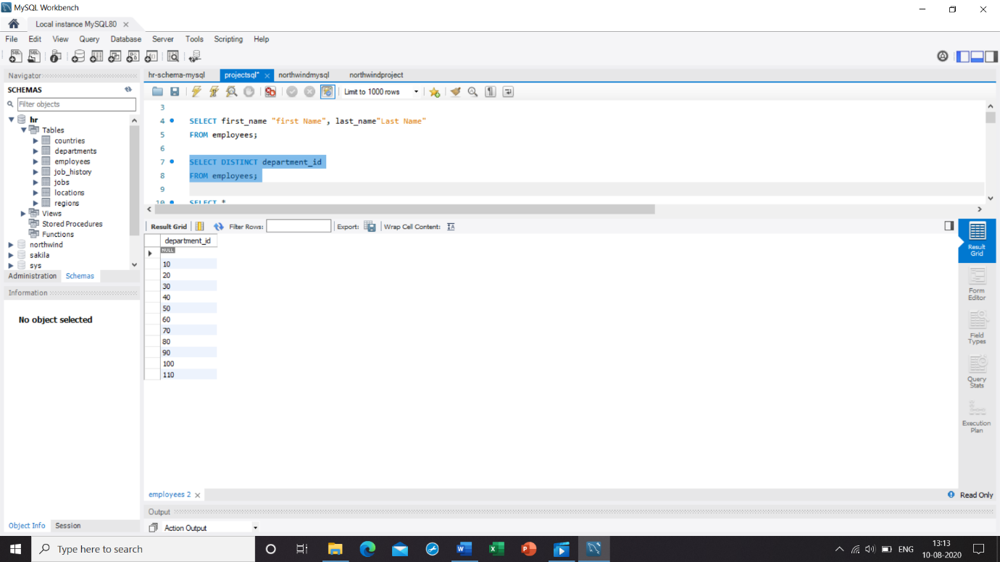 MySQL Workbench
Local instance MySQL80
File Edit View Query Database Server Tools Scripting Help
Navigator
SCHEMAS
Filter objects
hr
Tables
countries
departments
employees
job_history
jobs
locations
regions
Views
Stored Procedures
Functions
northwind
sakila
sys
Administration Schemas
Information
No object selected
Object Info Session
hr-schema-mysql projectsql* northwindmysql northwindproject
Limit to 1000 rows
3
4 SELECT first_name "first Name", last_name"Last Name"
5 FROM employees;
6
7 SELECT DISTINCT department_id
8 FROM employees;
9
10 SELECT *
Result Grid Filter Rows: Export: Wrap Cell Content:
department_id
NULL
10
20
30
40
50
60
70
80
90
100
110
Result
Grid
Form
Editor
Field
Types
Query
Stats
Execution
Plan
employees 2
Read Only
Output
Action Output
Type here to search
ENG
13:13
10-08-2020